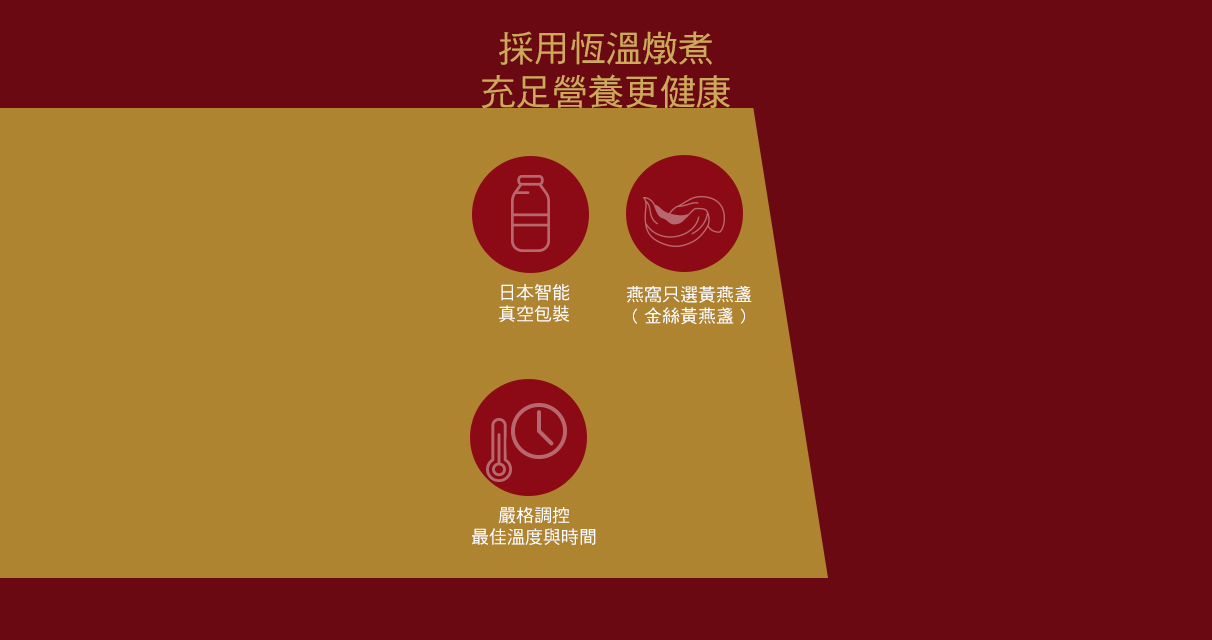 採用恆溫燉煮
充足營養更健康
日本智能
真空包裝
燕窩只選黃燕盞
( 金絲黃燕盞 )
嚴格調控
最佳溫度與時間